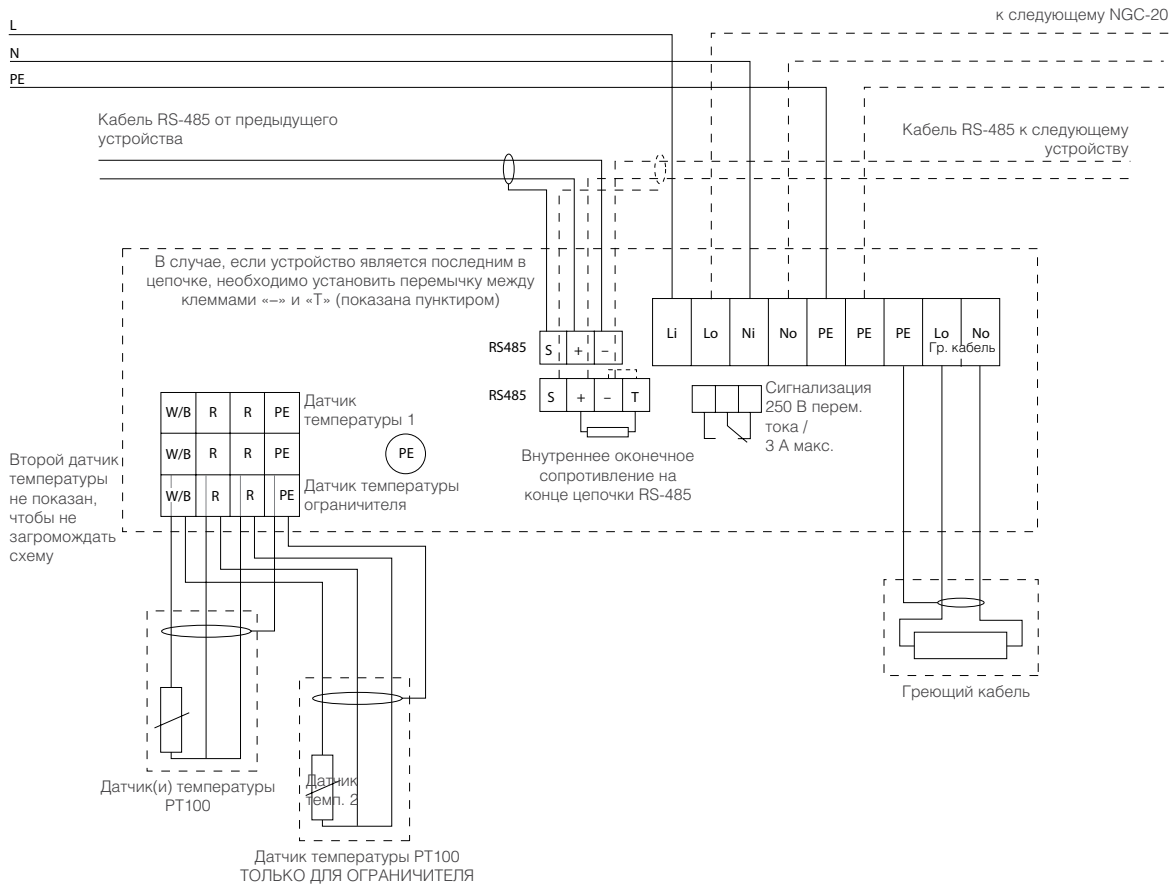 к следующему NGC-20
L
N
PE
Кабель RS-485 от предыдущего
устройства
Кабель RS-485 к следующему
устройству
В случае, если устройство является последним в
цепочке, необходимо установить перемычку между
клеммами «–» и «T» (показана пунктиром)
Li Lo Ni No PE PE PE Lo No
Гр. кабель
RS485 S + –
RS485 S + – T
Сигнализация
250 В перем.
тока /
3 А макс.
Внутреннее оконечное
сопротивление на
конце цепочки RS-485
W/B R R PE
Датчик
температуры 1
W/B R R PE
PE
W/B R R PE
Датчик температуры
ограничителя
Второй датчик
температуры
не показан,
чтобы не
загромождать
схему
Греющий кабель
Датчик(и) температуры
PT100
Датчик
темп. 2
Датчик температуры PT100
ТОЛЬКО ДЛЯ ОГРАНИЧИТЕЛЯ